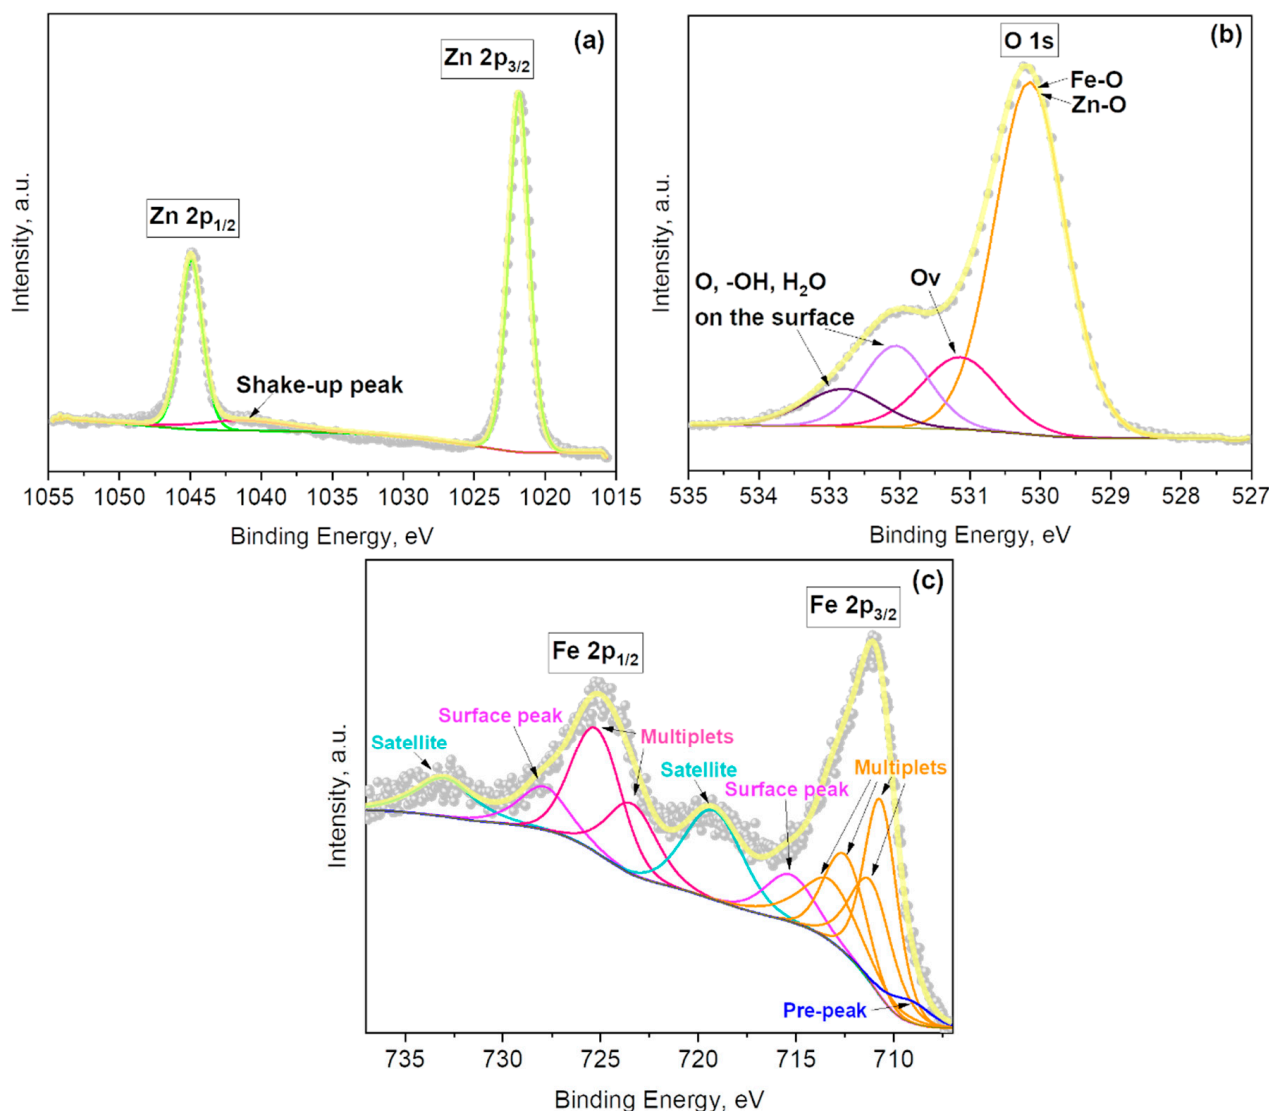 (a)
Zn 2p3/2
Zn 2p1/2
Shake-up peak
Intensity, a.u.
1055 1050 1045 1040 1035 1030 1025 1020 1015
Binding Energy, eV
(b)
O 1s
Fe-O
Zn-O
O, -OH, H2O
on the surface
Ov
Intensity, a.u.
535 534 533 532 531 530 529 528 527
Binding Energy, eV
(c)
Fe 2p3/2
Fe 2p1/2
Surface peak
Satellite
Multiplets
Satellite
Surface peak
Multiplets
Pre-peak
Intensity, a.u.
735 730 725 720 715 710
Binding Energy, eV